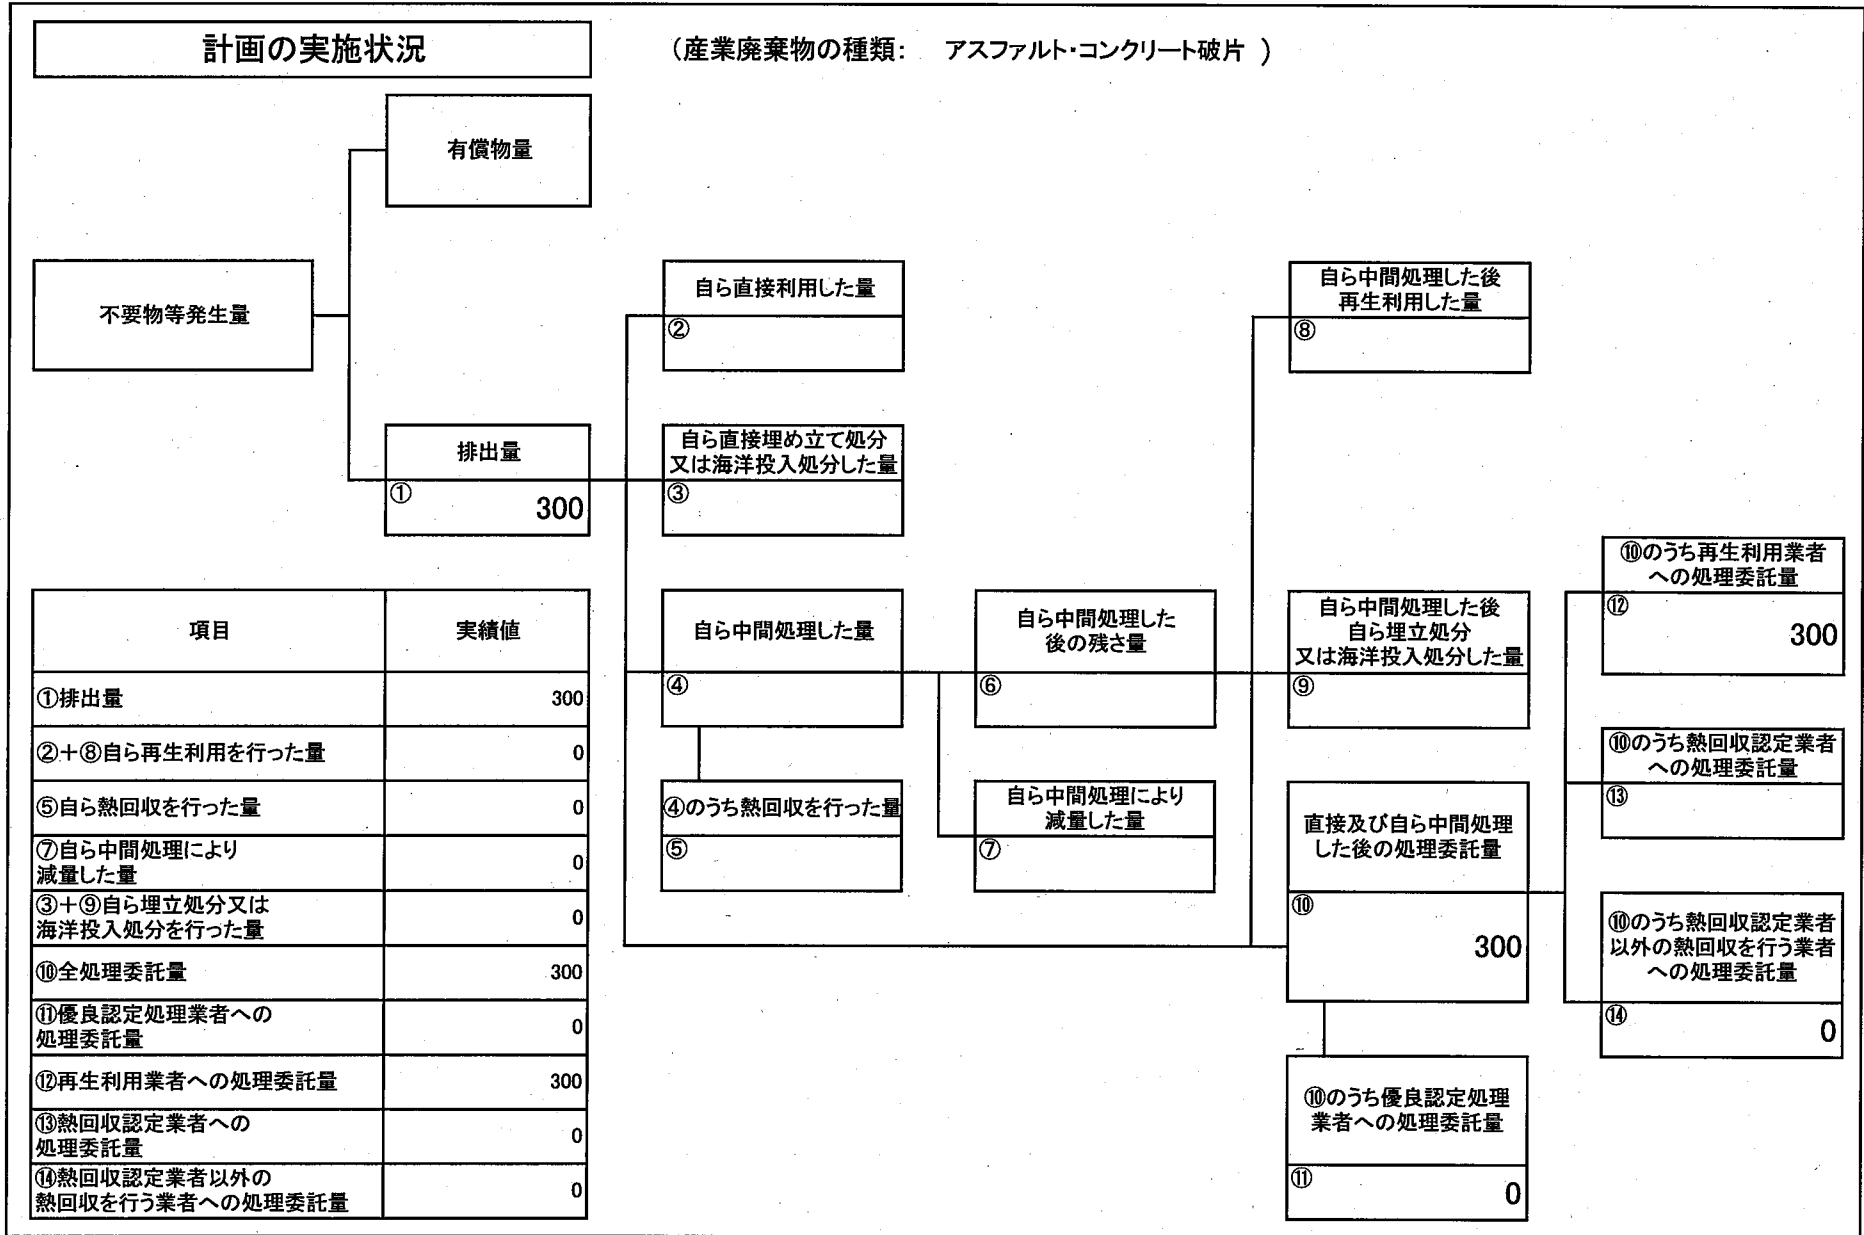 計画の実施状況
（産業廃棄物の種類： アスファルト・コンクリート破片 ）
有償物量
不要物等発生量
自ら直接利用した量
②
自ら中間処理した後
再生利用した量
⑧
排出量
①
300
自ら直接埋め立て処分
又は海洋投入処分した量
③
⑩のうち再生利用業者
への処理委託量
⑫
300
自ら中間処理した量
④
自ら中間処理した
後の残さ量
⑥
自ら中間処理した後
自ら埋立処分
又は海洋投入処分した量
⑨
⑩のうち熱回収認定業者
への処理委託量
⑬
④のうち熱回収を行った量
⑤
自ら中間処理により
減量した量
⑦
直接及び自ら中間処理
した後の処理委託量
⑩
300
⑩のうち熱回収認定業者
以外の熱回収を行う業者
への処理委託量
⑭
0
⑩のうち優良認定処理
業者への処理委託量
⑪
0
項目 実績値
①排出量 300
②＋⑧自ら再生利用を行った量 0
⑤自ら熱回収を行った量 0
⑦自ら中間処理により
減量した量 0
③＋⑨自ら埋立処分又は
海洋投入処分を行った量 0
⑩全処理委託量 300
⑪優良認定処理業者への
処理委託量 0
⑫再生利用業者への処理委託量 300
⑬熱回収認定業者への
処理委託量 0
⑭熱回収認定業者以外の
熱回収を行う業者への処理委託量 0